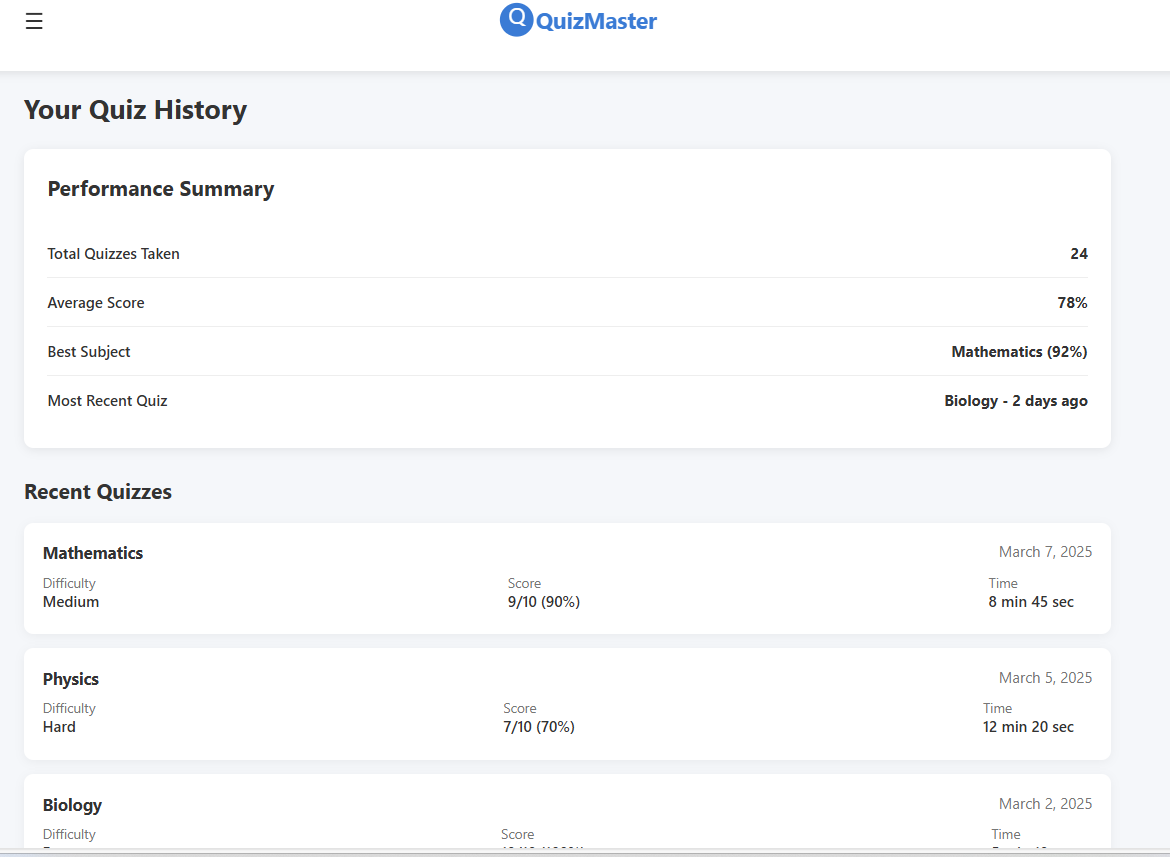 ☰
Q QuizMaster
Your Quiz History
Performance Summary
Total Quizzes Taken 24
Average Score 78%
Best Subject Mathematics (92%)
Most Recent Quiz Biology - 2 days ago
Recent Quizzes
Mathematics March 7, 2025
Difficulty Score Time
Medium 9/10 (90%) 8 min 45 sec
Physics March 5, 2025
Difficulty Score Time
Hard 7/10 (70%) 12 min 20 sec
Biology March 2, 2025
Difficulty Score Time